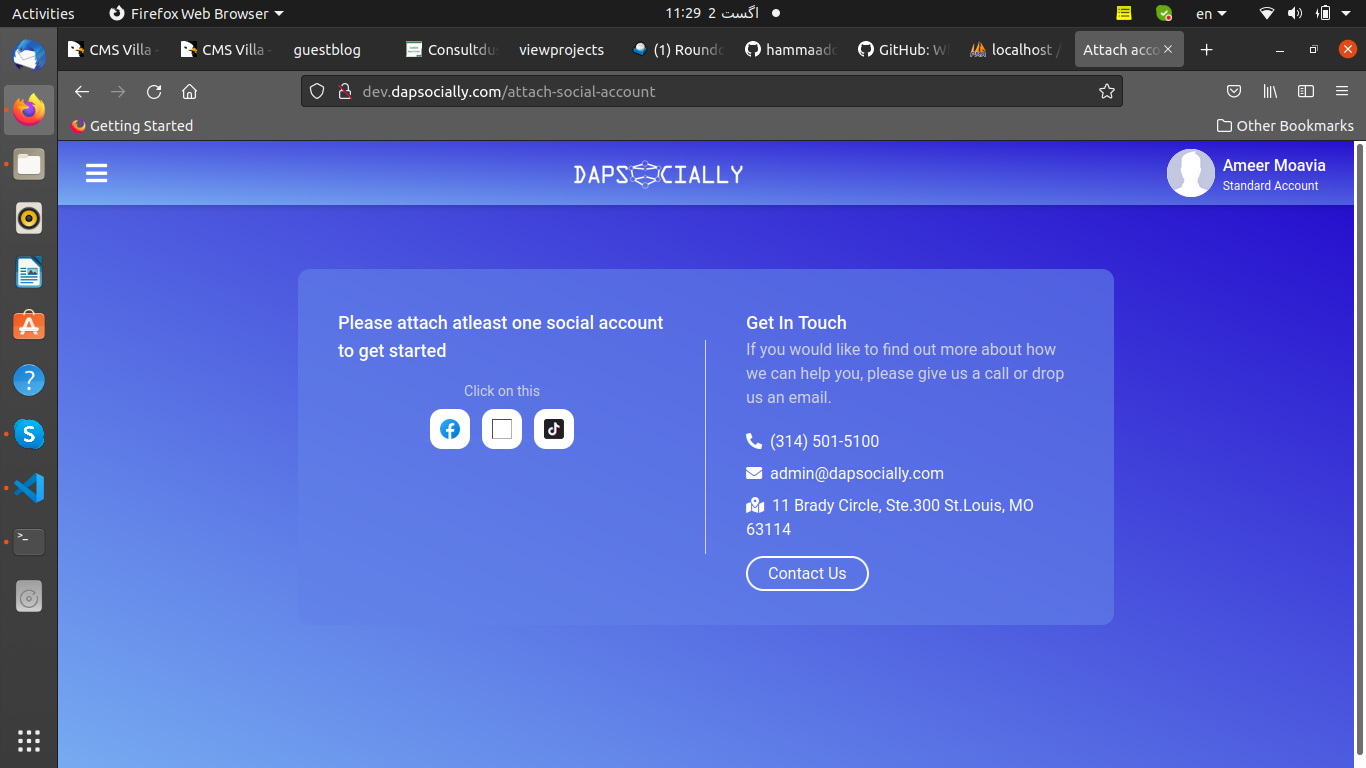 Activities
Firefox Web Browser
11:29 2 اگست
en
CMS Villa -
CMS Villa -
guestblog
Consultdu
viewprojects
(1) Roundc
hammaad
GitHub: W
localhost /
Attach acco
dev.dapsocially.com/attach-social-account
Getting Started
Other Bookmarks
DAPSOCIALLY
Ameer Moavia
Standard Account
Please attach atleast one social account
to get started
Click on this
Get In Touch
If you would like to find out more about how
we can help you, please give us a call or drop
us an email.
(314) 501-5100
admin@dapsocially.com
11 Brady Circle, Ste.300 St.Louis, MO
63114
Contact Us